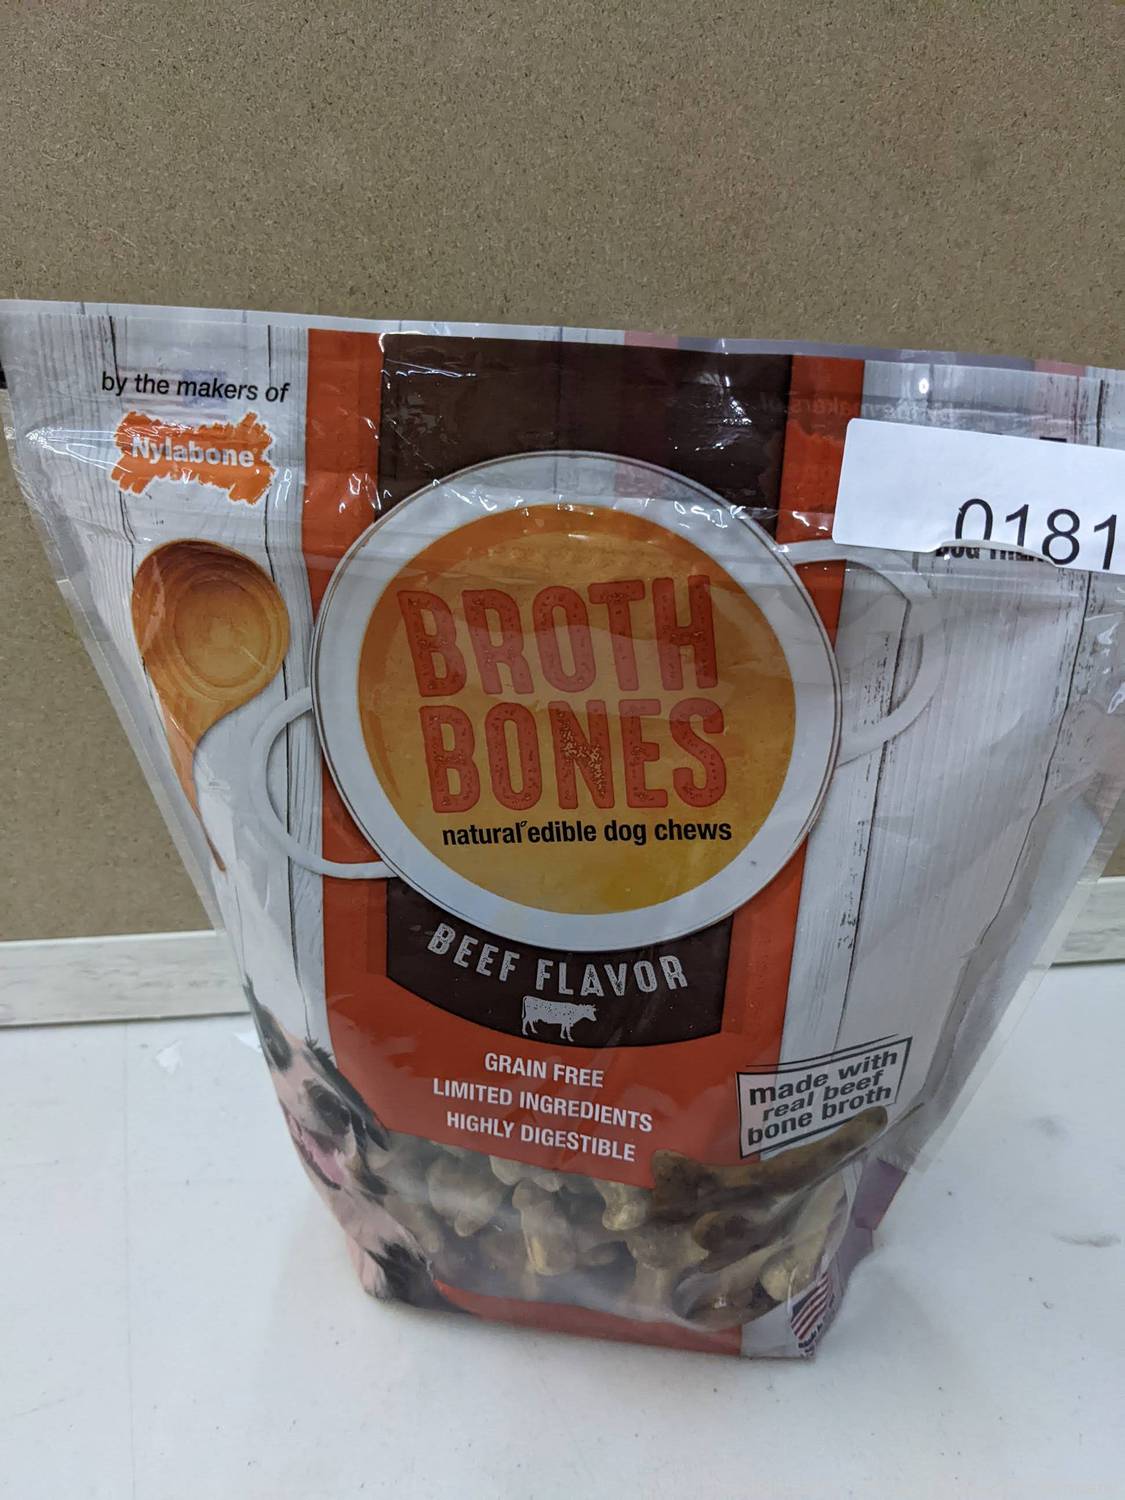 by the makers of
Nylabone
0181
BROTH
BONES
natural edible dog chews
BEEF FLAVOR
GRAIN FREE
LIMITED INGREDIENTS
HIGHLY DIGESTIBLE
made with
real beef
bone broth